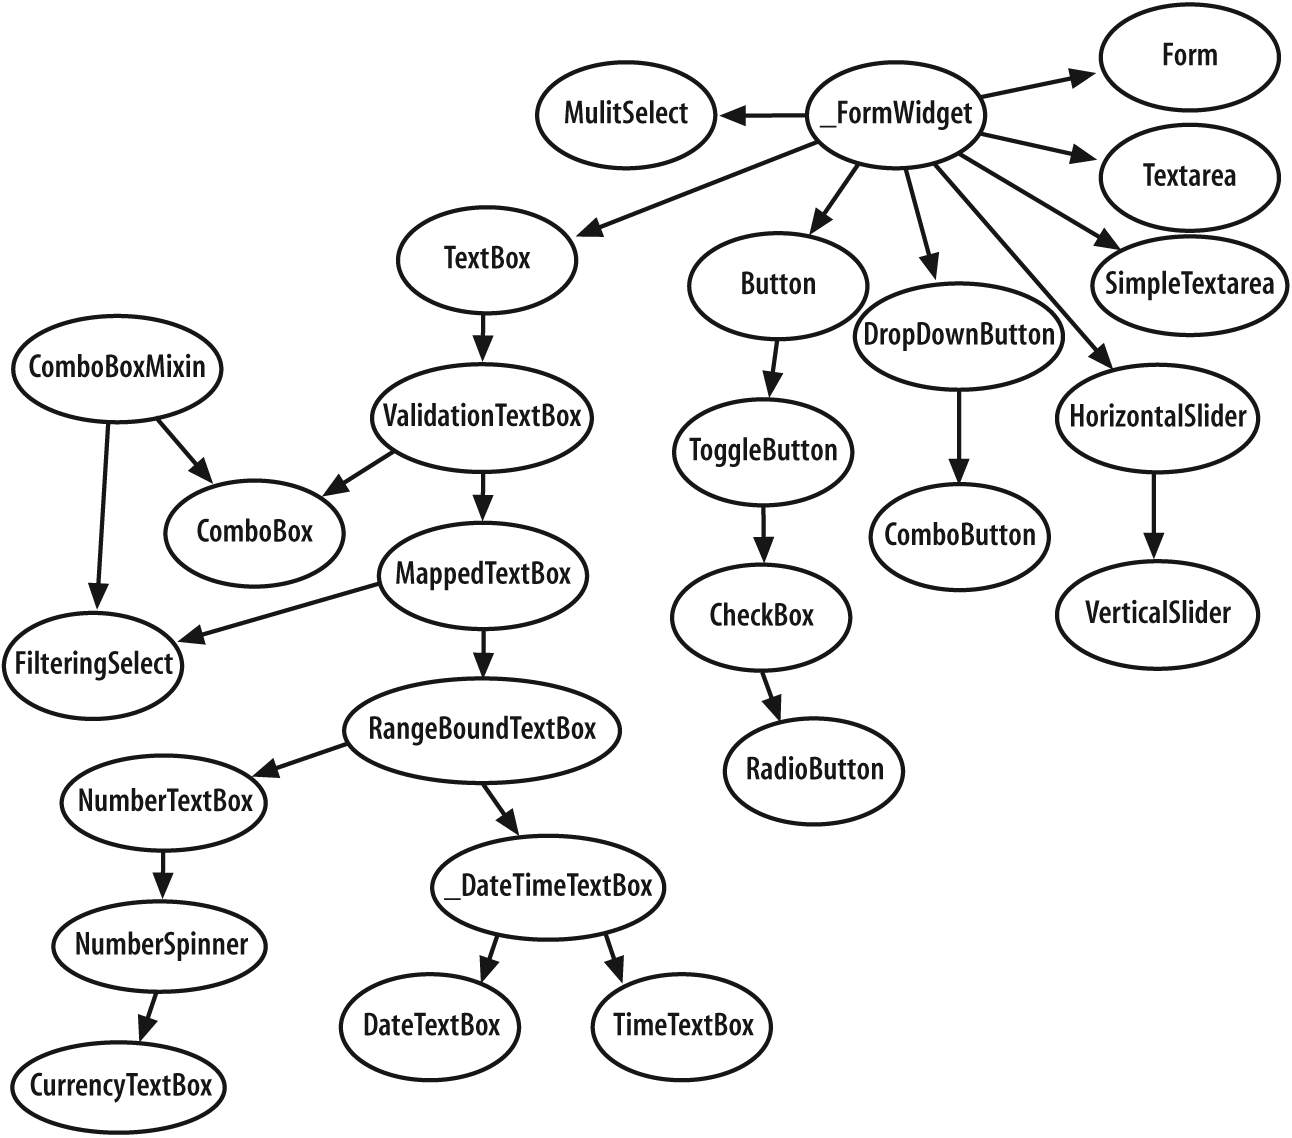 Form
MulitSelect
_FormWidget
Textarea
TextBox
Button
SimpleTextarea
DropDownButton
ComboBoxMixin
ValidationTextBox
HorizontalSlider
ToggleButton
ComboBox
ComboButton
MappedTextBox
CheckBox
VerticalSlider
FilteringSelect
RangeBoundTextBox
RadioButton
NumberTextBox
_DateTimeTextBox
NumberSpinner
DateTextBox
TimeTextBox
CurrencyTextBox